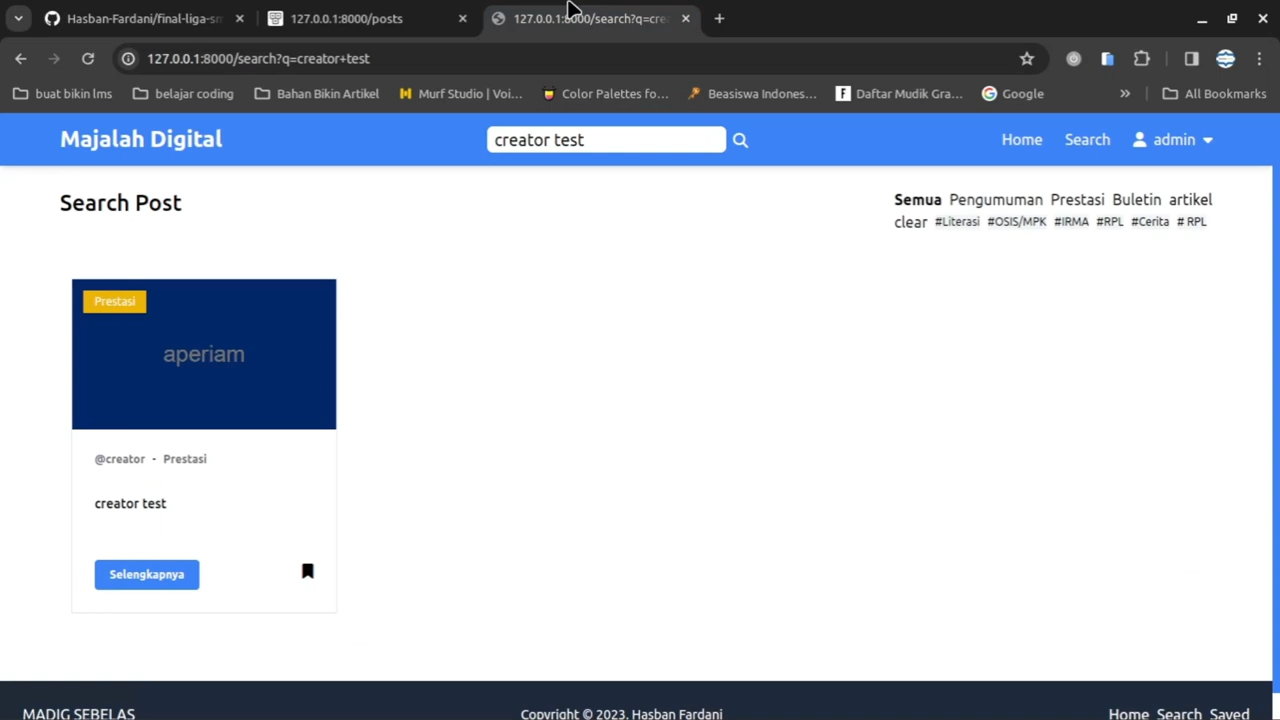 Hasban-Fardani/final-liga-sm
127.0.0.1:8000/posts
127.0.0.1:8000/search?q=cre
127.0.0.1:8000/search?q=creator+test
buat bikin lms
belajar coding
Bahan Bikin Artikel
Murf Studio | Voi...
Color Palettes fo...
Beasiswa Indones...
Daftar Mudik Gra...
Google
»
All Bookmarks
Majalah Digital
creator test
Home
Search
admin
Search Post
Semua Pengumuman Prestasi Buletin artikel
clear #Literasi #OSIS/MPK #IRMA #RPL #Cerita # RPL
Prestasi
aperiam
@creator - Prestasi
creator test
Selengkapnya
MADIG SEBELAS
Copyright © 2023. Hasban Fardani
Home Search Saved